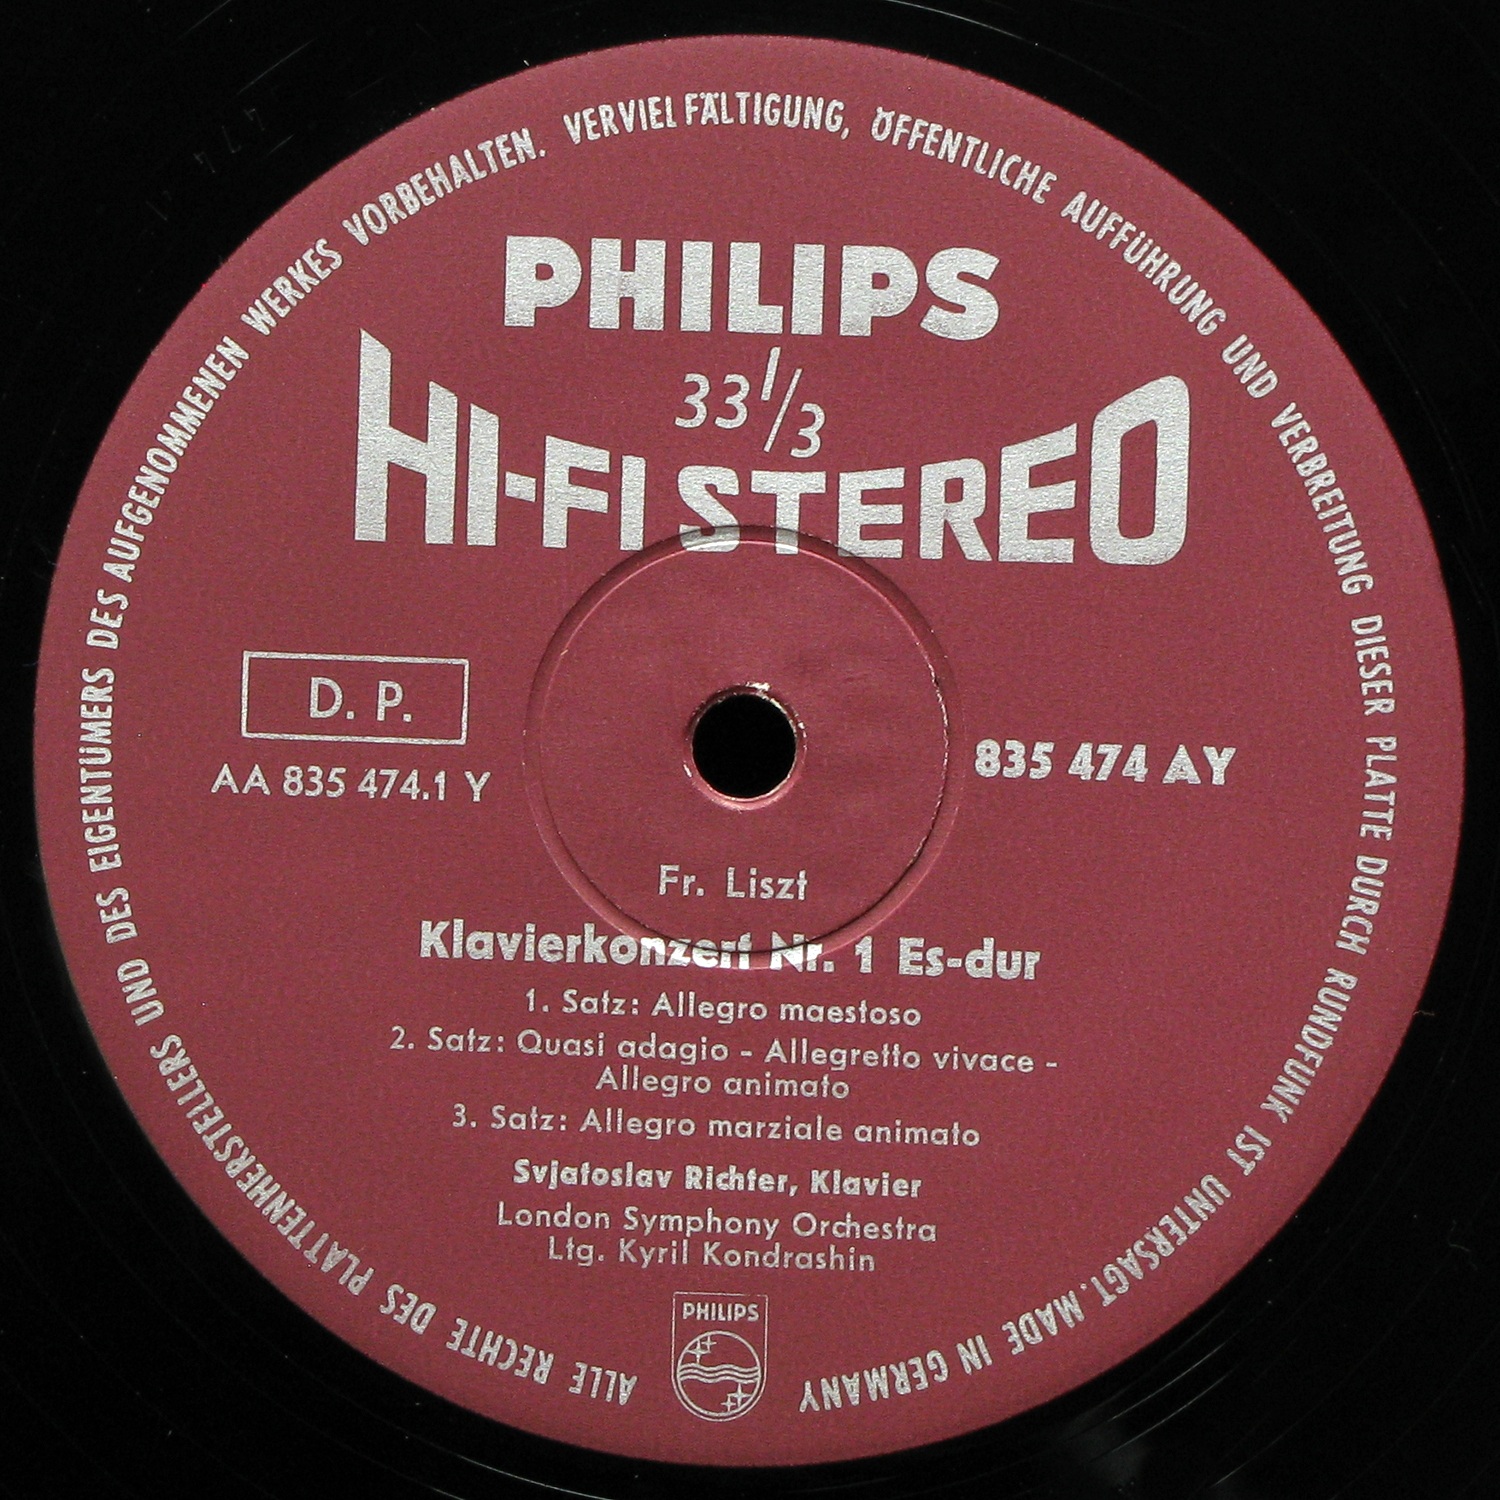 PHILIPS
33 1/3
HI-FI STEREO
D. P.
AA 835 474.1 Y
835 474 AY
Fr. Liszt
Klavierkonzert Nr. 1 Es-dur
1. Satz: Allegro maestoso
2. Satz: Quasi adagio - Allegretto vivace -
Allegro animato
3. Satz: Allegro marziale animato
Svjatoslav Richter, Klavier
London Symphony Orchestra
Ltg. Kyril Kondrashin
PHILIPS
ALLE RECHTE DES PLATTENHERSTELLERS UND DES EIGENTÜMERS DES AUFGENOMMENEN WERKES VORBEHALTEN. VERVIELFÄLTIGUNG, ÖFFENTLICHE AUFFÜHRUNG UND VERBREITUNG DIESER PLATTE DURCH RUNDFUNK IST UNTERSAGT. MADE IN GERMANY